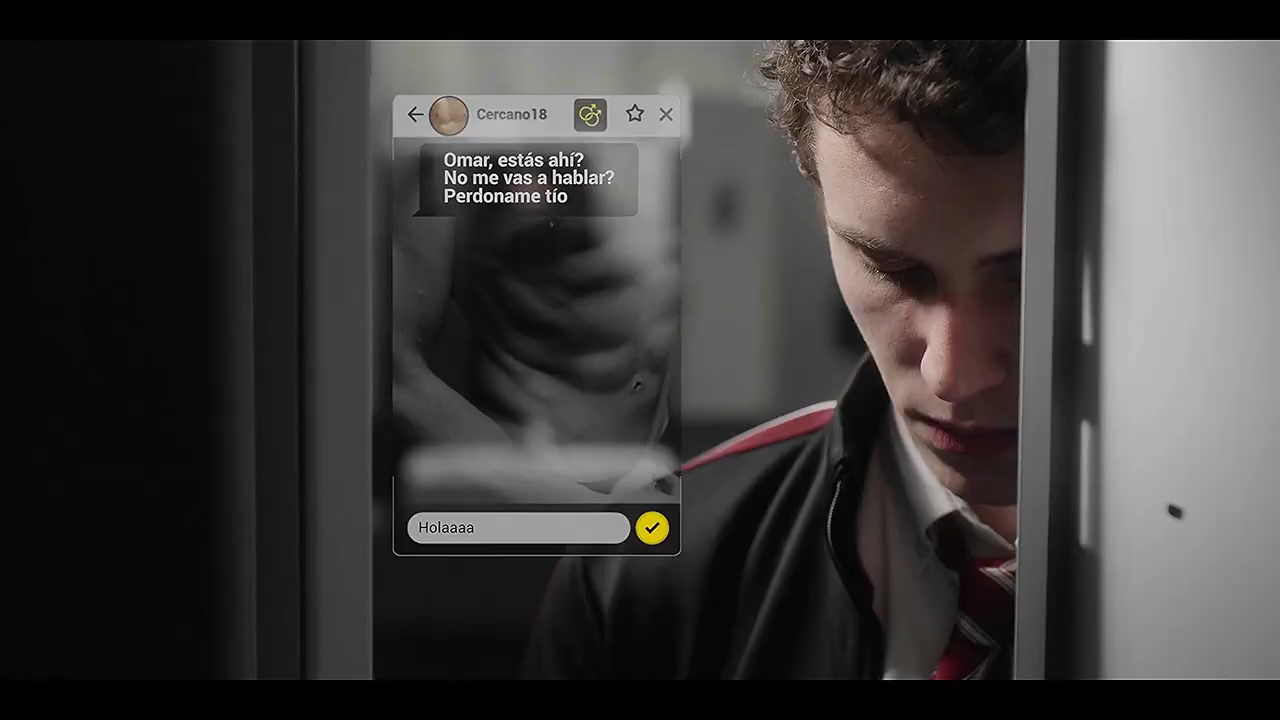 Cercano18
Omar, estás ahí?
No me vas a hablar?
Perdoname tío
Holaaaa